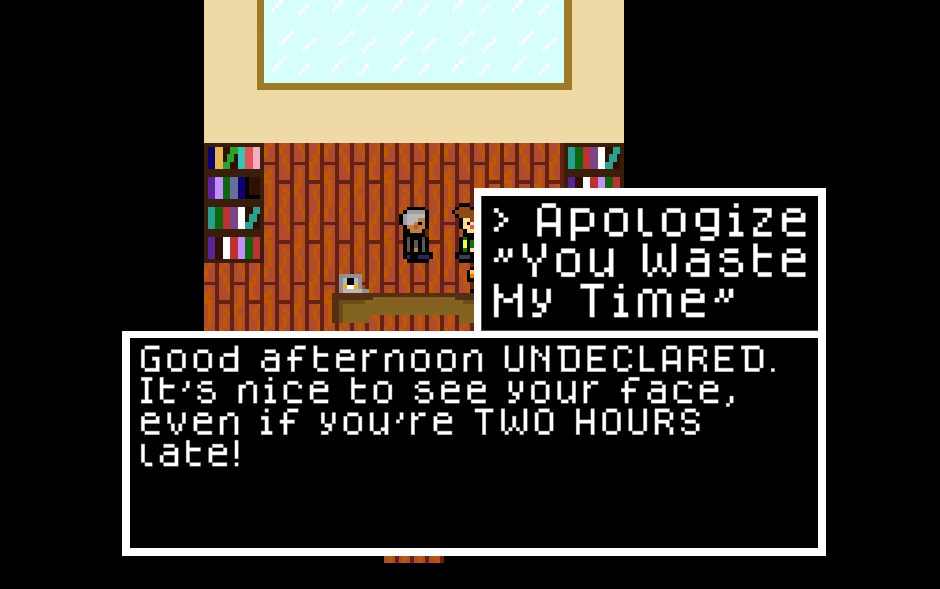 > Apologize
"You Waste
My Time"
Good afternoon UNDECLARED.
It's nice to see your face,
even if you're TWO HOURS
late!